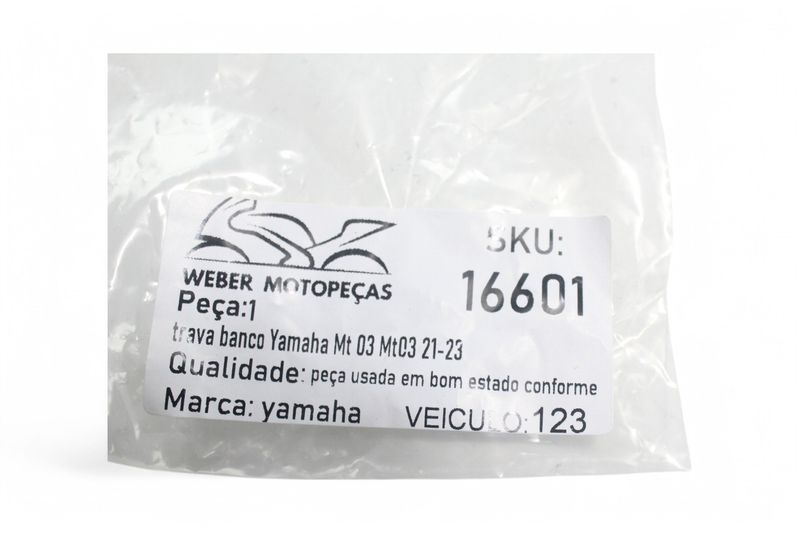 WEBER MOTOPEÇAS
SKU:
16601
Peça:1
trava banco Yamaha Mt 03 Mt03 21-23
Qualidade: peça usada em bom estado conforme
Marca: yamaha VEICULO:123